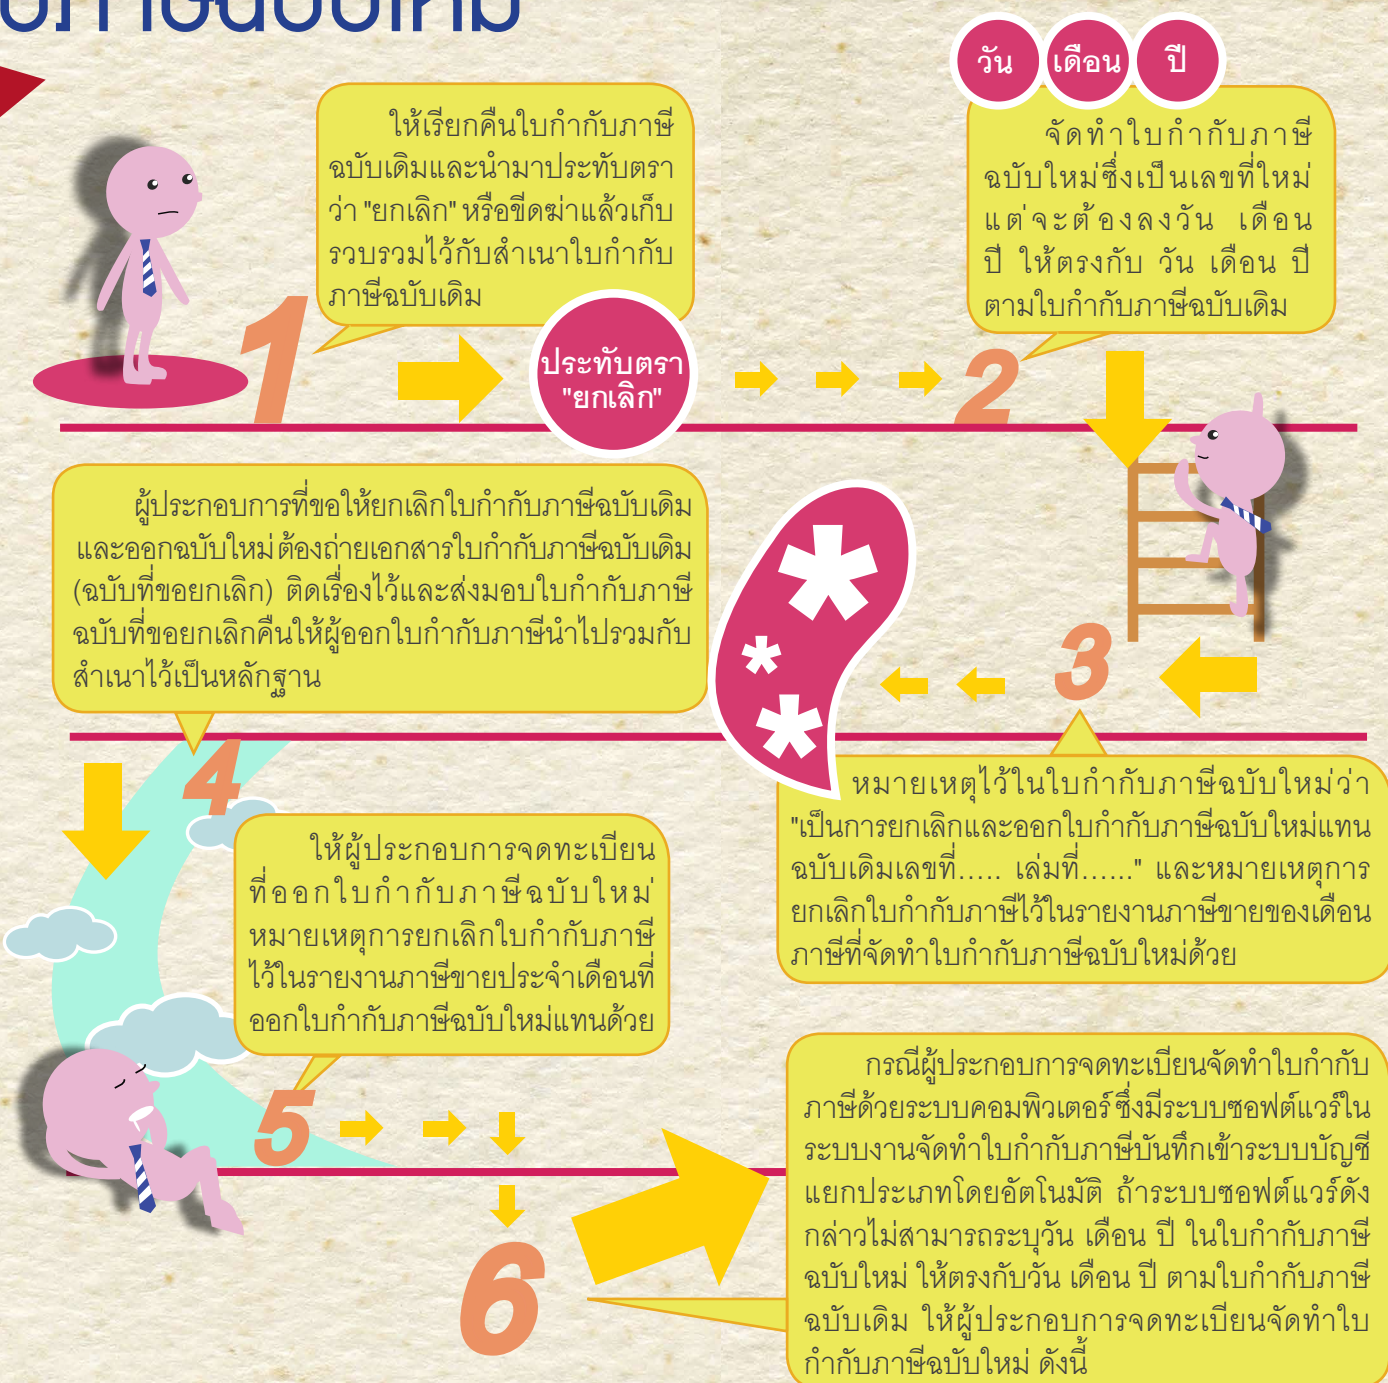 ให้เรียกคืนใบกำกับภาษี
ฉบับเดิมและนำมาประทับตรา
ว่า "ยกเลิก" หรือขีดฆ่าแล้วเก็บ
รวบรวมไว้กับสำเนาใบกำกับ
ภาษีฉบับเดิม
1
ประทับตรา
"ยกเลิก"
วัน
เดือน
ปี
จัดทำใบกำกับภาษี
ฉบับใหม่ซึ่งเป็นเลขที่ใหม่
แต่จะต้องลงวัน เดือน
ปี ให้ตรงกับ วัน เดือน ปี
ตามใบกำกับภาษีฉบับเดิม
2
3
หมายเหตุไว้ในใบกำกับภาษีฉบับใหม่ว่า
"เป็นการยกเลิกและออกใบกำกับภาษีฉบับใหม่แทน
ฉบับเดิมเลขที่..... เล่มที่......" และหมายเหตุการ
ยกเลิกใบกำกับภาษีไว้ในรายงานภาษีขายของเดือน
ภาษีที่จัดทำใบกำกับภาษีฉบับใหม่ด้วย
* * *
ผู้ประกอบการที่ขอให้ยกเลิกใบกำกับภาษีฉบับเดิม
และออกฉบับใหม่ ต้องถ่ายเอกสารใบกำกับภาษีฉบับเดิม
(ฉบับที่ขอยกเลิก) ติดเรื่องไว้และส่งมอบใบกำกับภาษี
ฉบับที่ขอยกเลิกคืนให้ผู้ออกใบกำกับภาษีนำไปรวมกับ
สำเนาไว้เป็นหลักฐาน
4
ให้ผู้ประกอบการจดทะเบียน
ที่ออกใบกำกับภาษีฉบับใหม่
หมายเหตุการยกเลิกใบกำกับภาษี
ไว้ในรายงานภาษีขายประจำเดือนที่
ออกใบกำกับภาษีฉบับใหม่แทนด้วย
5
6
กรณีผู้ประกอบการจดทะเบียนจัดทำใบกำกับ
ภาษีด้วยระบบคอมพิวเตอร์ ซึ่งมีระบบซอฟต์แวร์ใน
ระบบงานจัดทำใบกำกับภาษีบันทึกเข้าระบบบัญชี
แยกประเภทโดยอัตโนมัติ ถ้าระบบซอฟต์แวร์ดัง
กล่าวไม่สามารถระบุวัน เดือน ปี ในใบกำกับภาษี
ฉบับใหม่ ให้ตรงกับวัน เดือน ปี ตามใบกำกับภาษี
ฉบับเดิม ให้ผู้ประกอบการจดทะเบียนจัดทำใบ
กำกับภาษีฉบับใหม่ ดังนี้